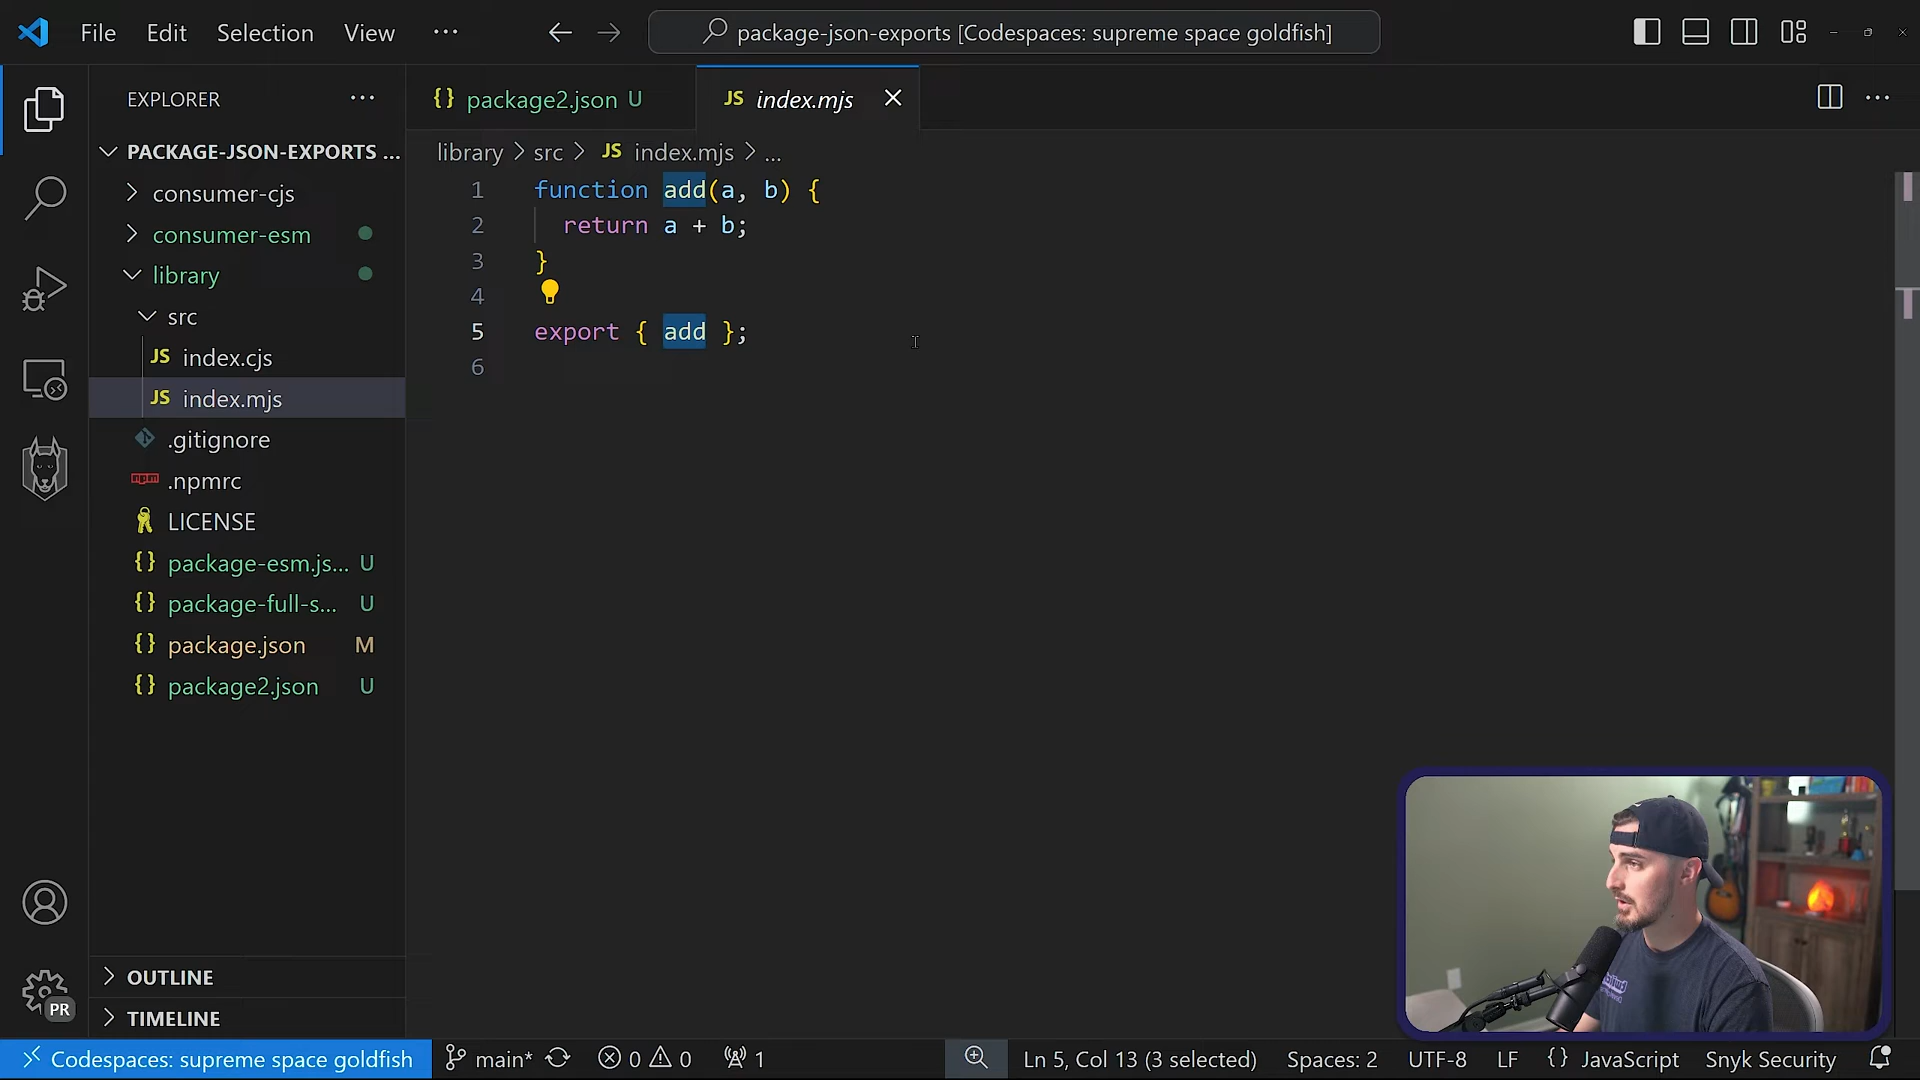 File Edit Selection View ...
package-json-exports [Codespaces: supreme space goldfish]
EXPLORER ...
{} package2.json U
JS index.mjs
PACKAGE-JSON-EXPORTS ...
library > src > JS index.mjs > ...
consumer-cjs
consumer-esm
library
src
JS index.cjs
JS index.mjs
.gitignore
npm .npmrc
LICENSE
{} package-esm.js... U
{} package-full-s... U
{} package.json M
{} package2.json U
1 function add(a, b) {
2 return a + b;
3 }
4
5 export { add };
6
OUTLINE
TIMELINE
PR
Codespaces: supreme space goldfish
main* 0 0 1
Ln 5, Col 13 (3 selected) Spaces: 2 UTF-8 LF {} JavaScript Snyk Security